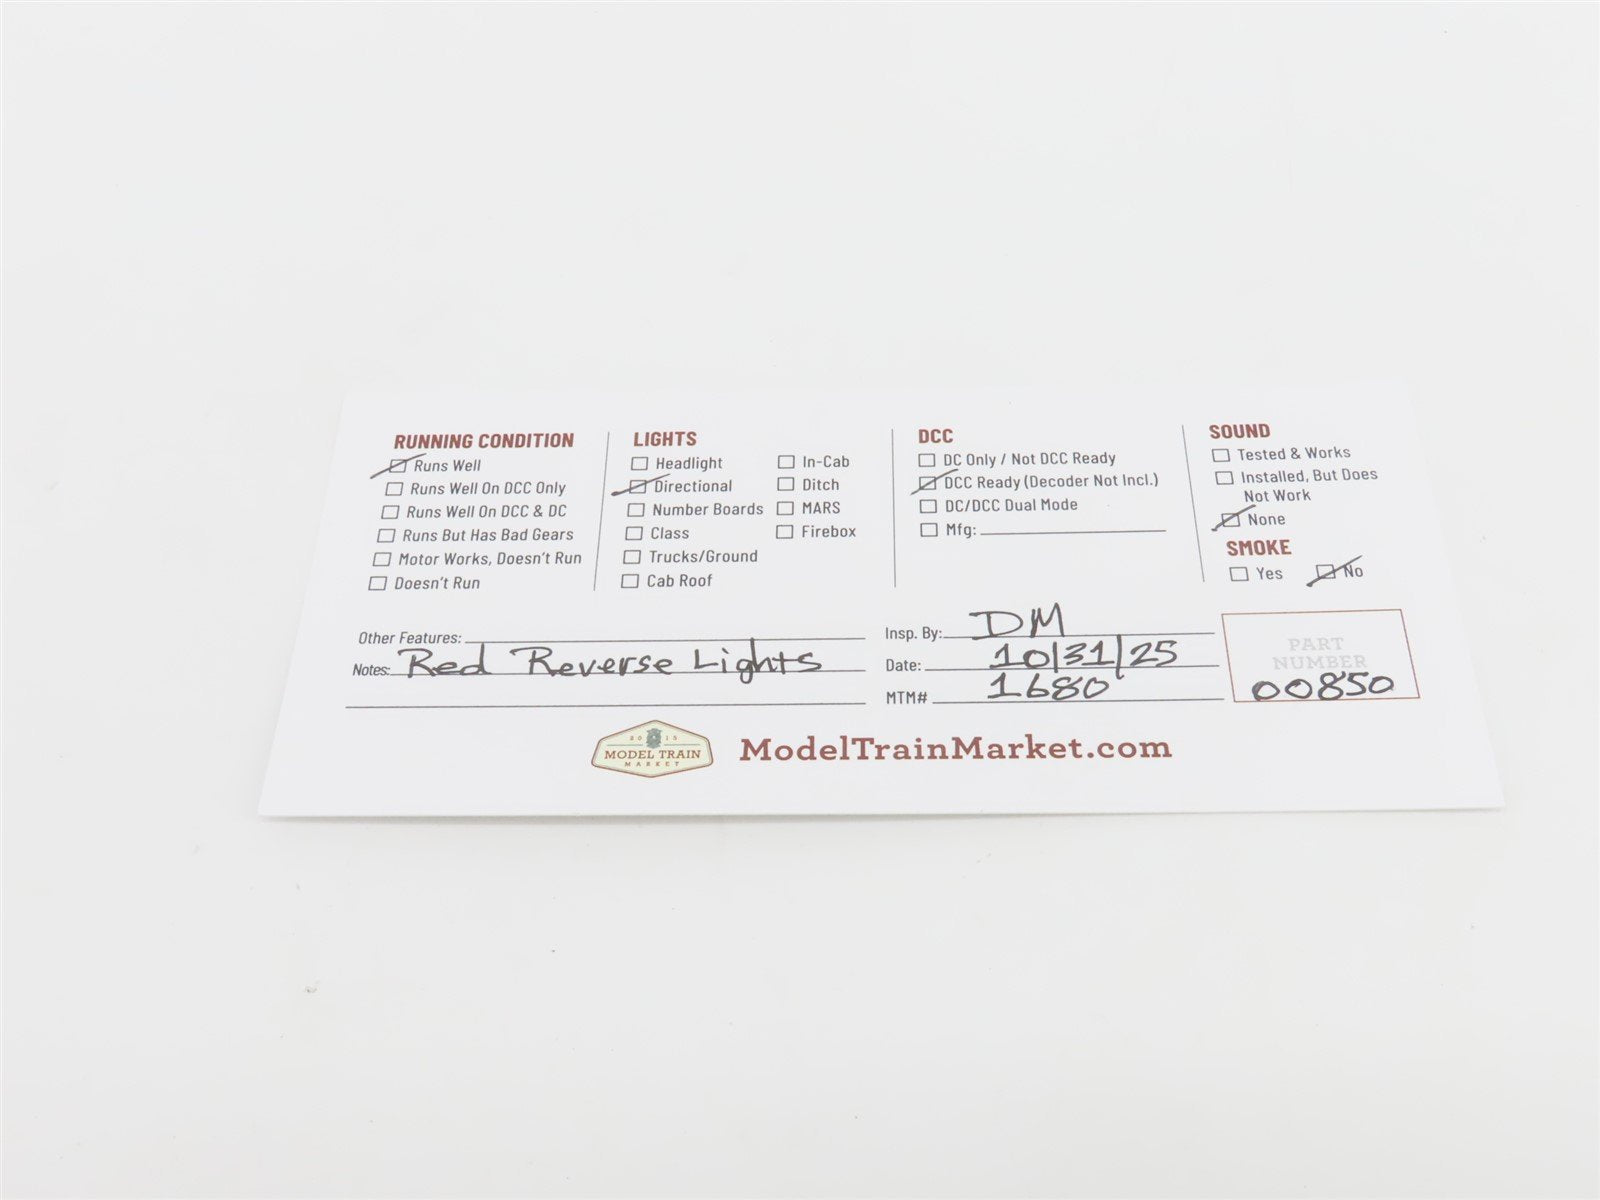 RUNNING CONDITION
Runs Well
Runs Well On DCC Only
Runs Well On DCC & DC
Runs But Has Bad Gears
Motor Works, Doesn't Run
Doesn't Run
LIGHTS
Headlight
Directional
Number Boards
Class
Trucks/Ground
Cab Roof
In-Cab
Ditch
MARS
Firebox
DCC
DC Only / Not DCC Ready
DCC Ready (Decoder Not Incl.)
DC/DCC Dual Mode
Mfg:
SOUND
Tested & Works
Installed, But Does
Not Work
None
SMOKE
Yes No
Other Features:
Notes: Red Reverse Lights
Insp. By: DM
Date: 10/31/25
MTM# 1680
PART
NUMBER
00850
2015
MODEL TRAIN
MARKET
ModelTrainMarket.com